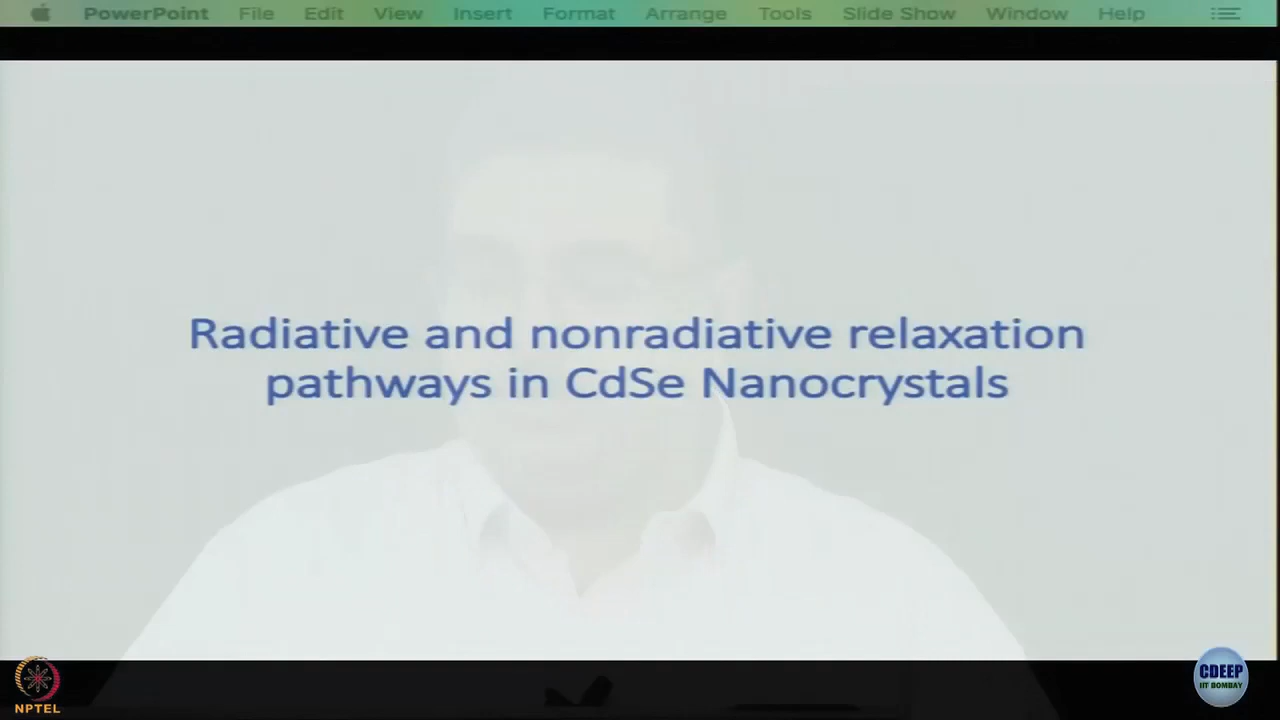 PowerPoint File Edit View Insert Format Arrange Tools Slide Show Window Help
Radiative and nonradiative relaxation
pathways in CdSe Nanocrystals
NPTEL
CDEEP
IIT BOMBAY